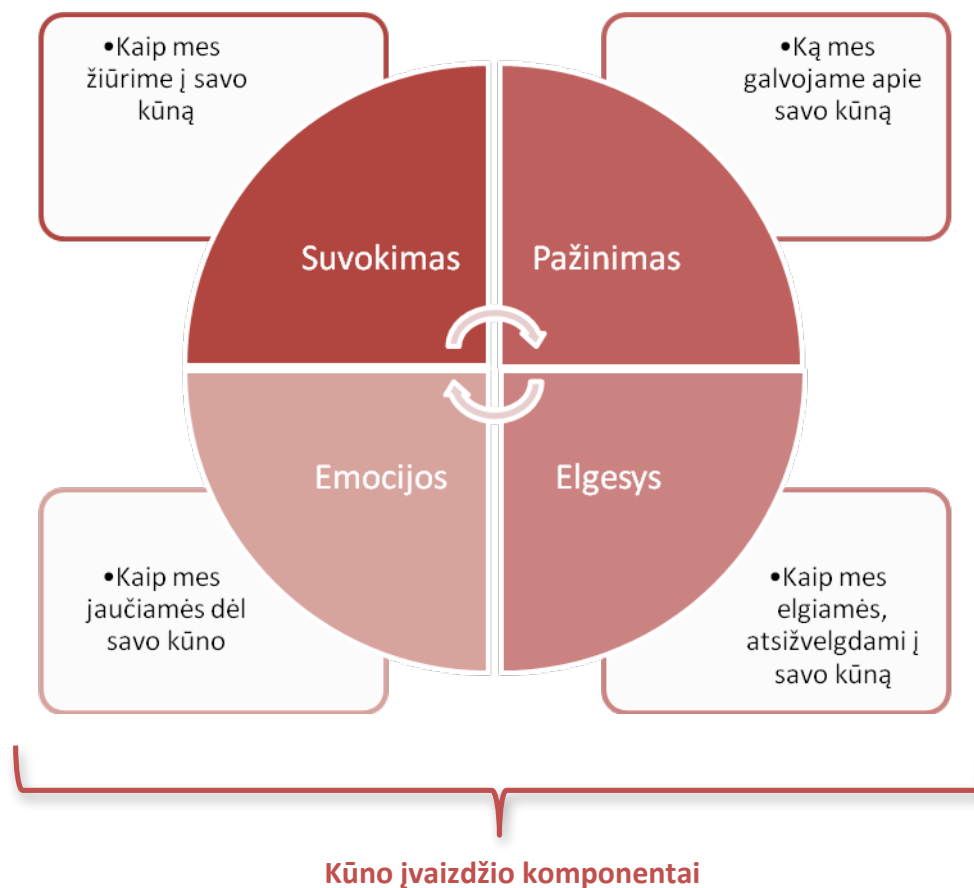 •Kaip mes
žiūrime į savo
kūną
•Ką mes
galvojame apie
savo kūną
Suvokimas
Pažinimas
Emocijos
Elgesys
•Kaip mes
jaučiamės dėl
savo kūno
•Kaip mes
elgiamės,
atsižvelgdami į
savo kūną
Kūno įvaizdžio komponentai